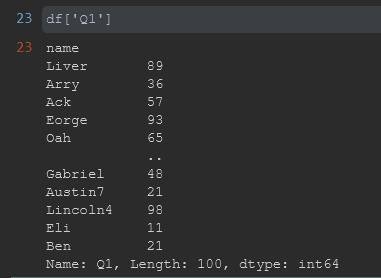 23 df['Q1']
23 name
Liver 89
Arry 36
Ack 57
Eorge 93
Oah 65
..
Gabriel 48
Austin7 21
Lincoln4 98
Eli 11
Ben 21
Name: Q1, Length: 100, dtype: int64